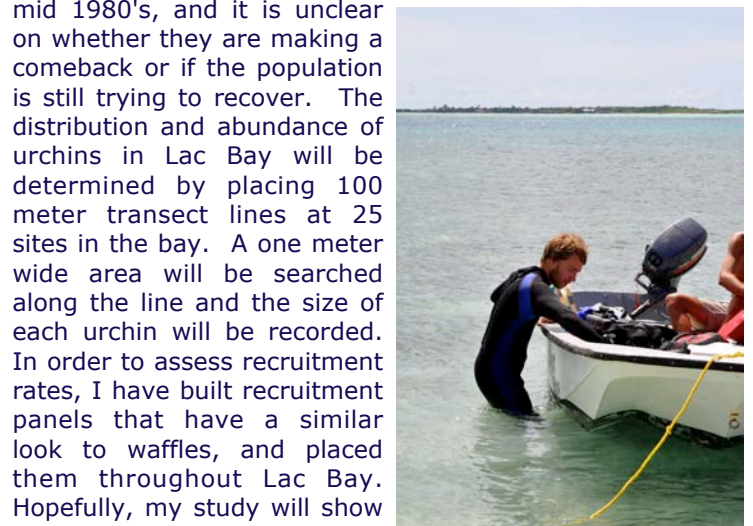 mid 1980's, and it is unclear
on whether they are making a
comeback or if the population
is still trying to recover. The
distribution and abundance of
urchins in Lac Bay will be
determined by placing 100
meter transect lines at 25
sites in the bay. A one meter
wide area will be searched
along the line and the size of
each urchin will be recorded.
In order to assess recruitment
rates, I have built recruitment
panels that have a similar
look to waffles, and placed
them throughout Lac Bay.
Hopefully, my study will show